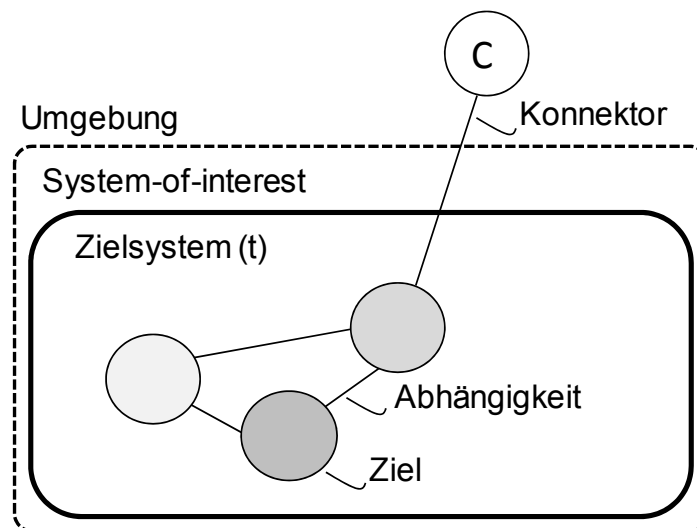 C
Konnektor
Umgebung
System-of-interest
Zielsystem (t)
Abhängigkeit
Ziel